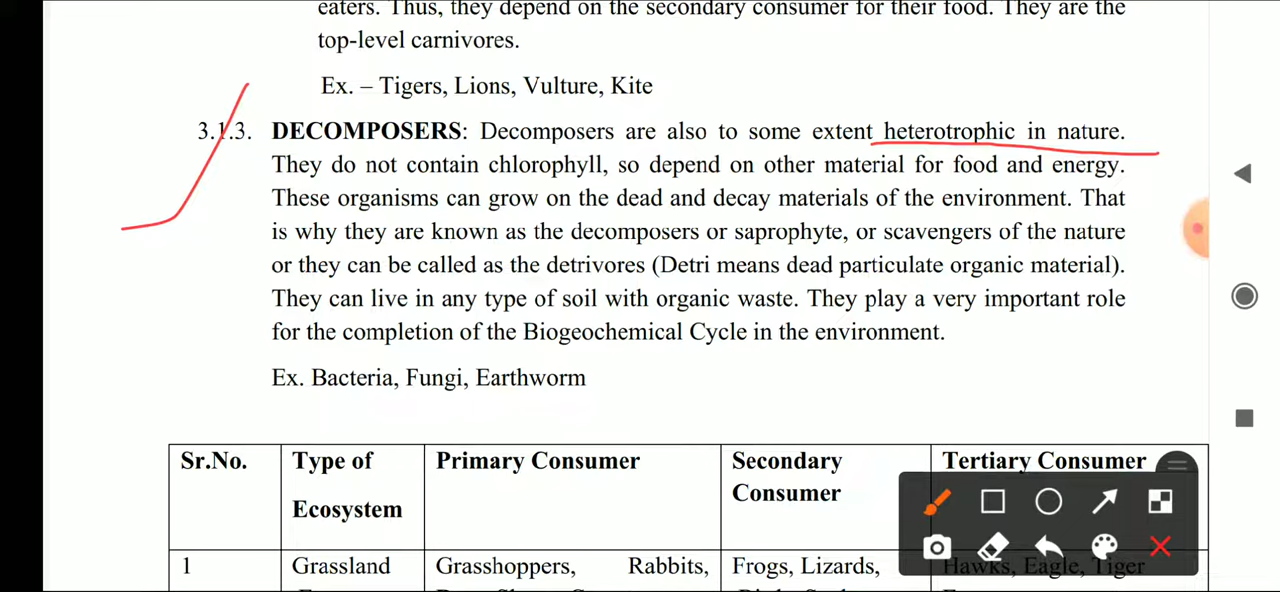 eaters. Thus, they depend on the secondary consumer for their food. They are the
top-level carnivores.
Ex. – Tigers, Lions, Vulture, Kite
3.1.3. DECOMPOSERS: Decomposers are also to some extent heterotrophic in nature.
They do not contain chlorophyll, so depend on other material for food and energy.
These organisms can grow on the dead and decay materials of the environment. That
is why they are known as the decomposers or saprophyte, or scavengers of the nature
or they can be called as the detrivores (Detri means dead particulate organic material).
They can live in any type of soil with organic waste. They play a very important role
for the completion of the Biogeochemical Cycle in the environment.
Ex. Bacteria, Fungi, Earthworm
Sr.No. Type of Primary Consumer Secondary Tertiary Consumer
Ecosystem Consumer
1 Grassland Grasshoppers, Rabbits, Frogs, Lizards, Hawks, Eagle, Tiger